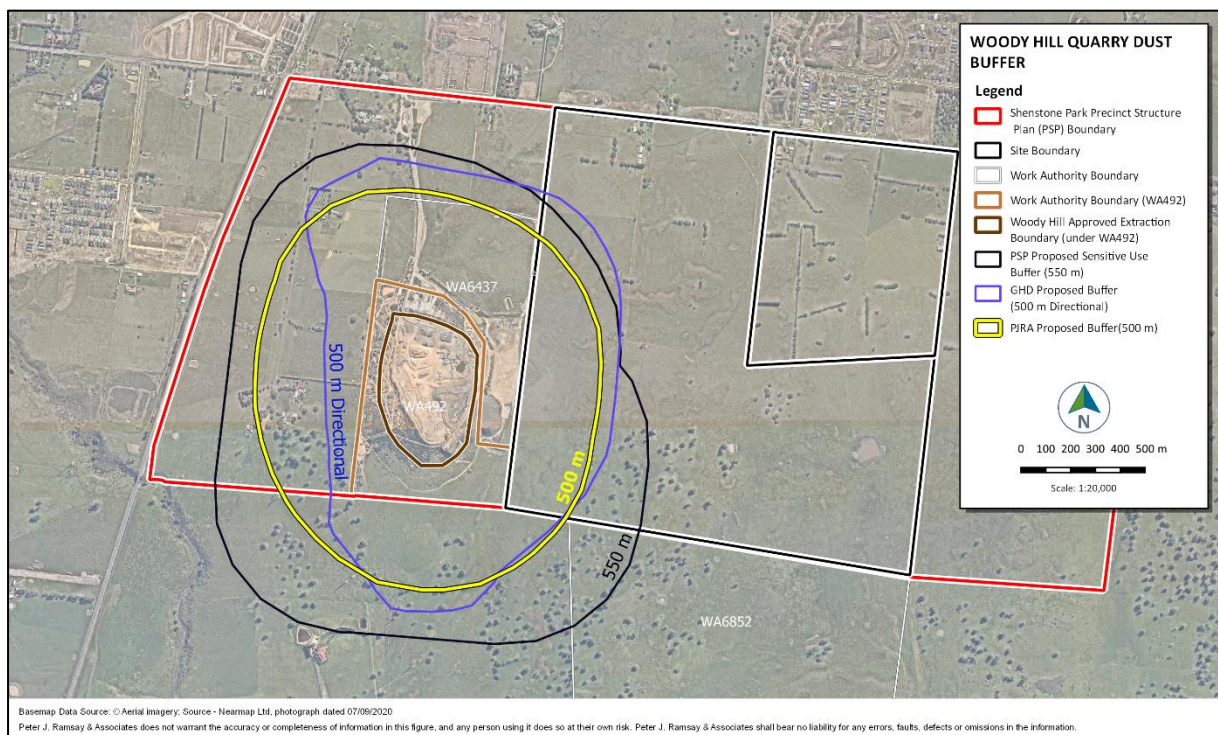 WOODY HILL QUARRY DUST
BUFFER
Legend
Shenstone Park Precinct Structure
Plan (PSP) Boundary
Site Boundary
Work Authority Boundary
Work Authority Boundary (WA492)
Woody Hill Approved Extraction
Boundary (under WA492)
PSP Proposed Sensitive Use
Buffer (550 m)
GHD Proposed Buffer
(500 m Directional)
PJRA Proposed Buffer(500 m)
N
0 100 200 300 400 500 m
Scale: 1:20,000
WA6437
WA492
500 m Directional
500 m
550 m
WA6852
Basemap Data Source: © Aerial imagery: Source - Nearmap Ltd, photograph dated 07/09/2020
Peter J. Ramsay & Associates does not warrant the accuracy or completeness of information in this figure, and any person using it does so at their own risk. Peter J. Ramsay & Associates shall bear no liability for any errors, faults, defects or omissions in the information.